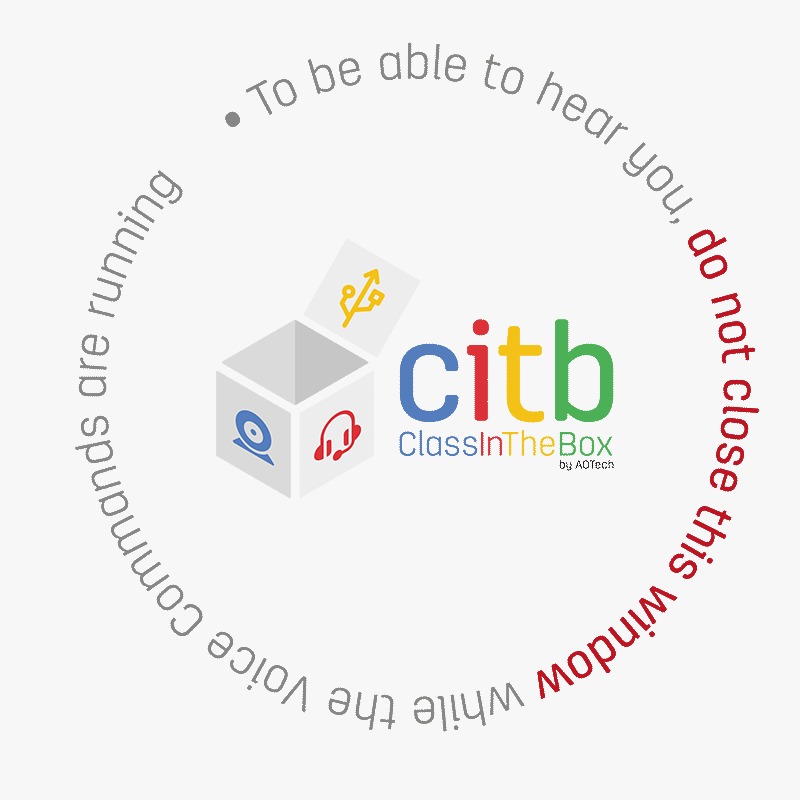 • To be able to hear you, do not close this window while the Voice Commands are running
citb
ClassInTheBox
by AOTech